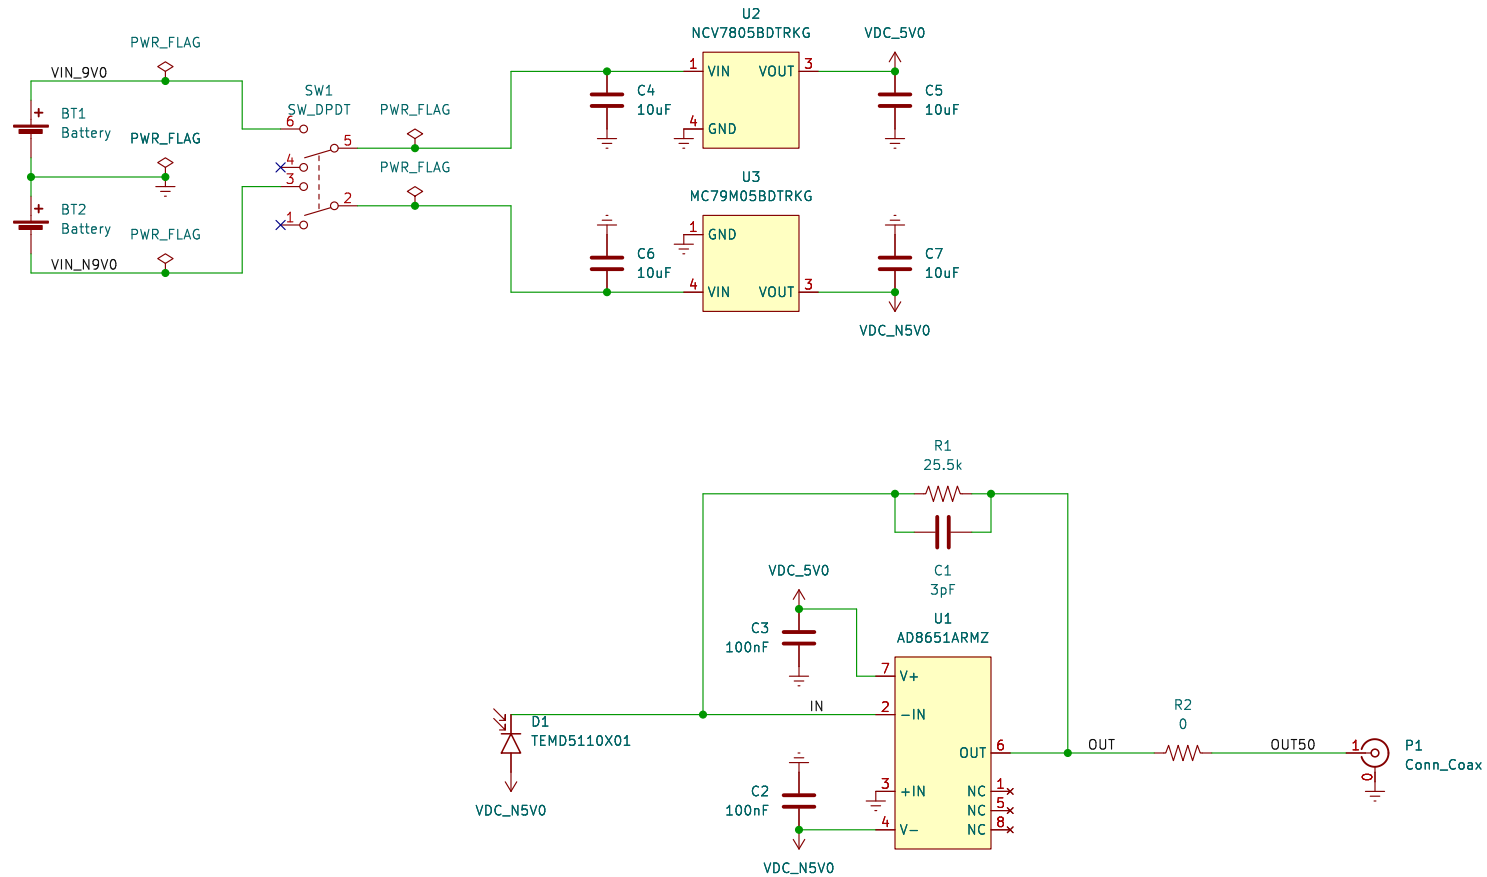 PWR_FLAG
VIN_9V0
BT1
Battery
PWR_FLAG
BT2
Battery
PWR_FLAG
VIN_N9V0
SW1
SW_DPDT
6
5
4
3
2
1
PWR_FLAG
PWR_FLAG
U2
NCV7805BDTRKG
1
VIN
VOUT
3
4
GND
C4
10uF
VDC_5V0
C5
10uF
U3
MC79M05BDTRKG
1
GND
4
VIN
VOUT
3
C6
10uF
C7
10uF
VDC_N5V0
R1
25.5k
C1
3pF
VDC_5V0
C3
100nF
U1
AD8651ARMZ
7
V+
IN
2
-IN
OUT
6
3
+IN
4
V-
NC
1
NC
5
NC
8
D1
TEMD5110X01
VDC_N5V0
C2
100nF
VDC_N5V0
OUT
R2
0
OUT50
1
0
P1
Conn_Coax